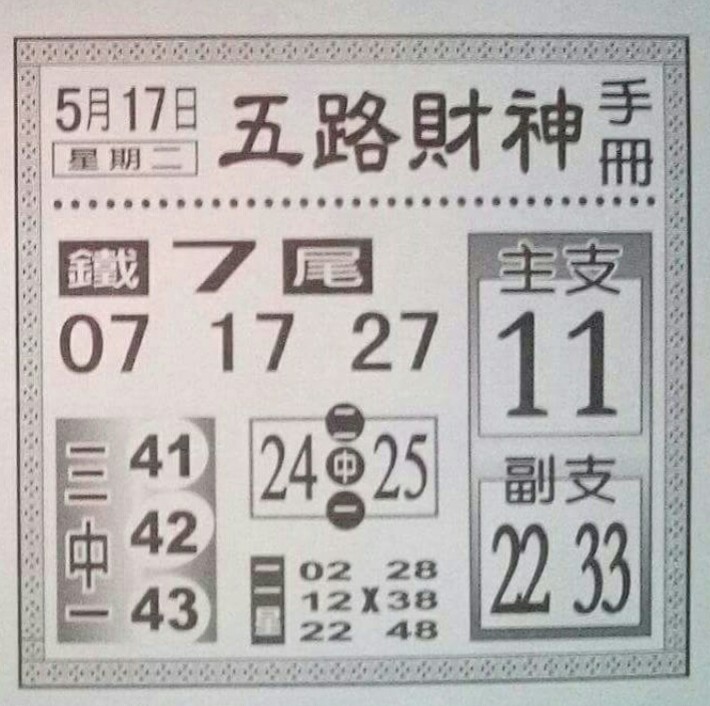 5月17日
星期二
五路財神
手冊
鐵7尾
07 17 27
主支
11
三中一
41
42
43
24 二中一 25
副支
22 33
二星
02 28
12 X 38
22 48